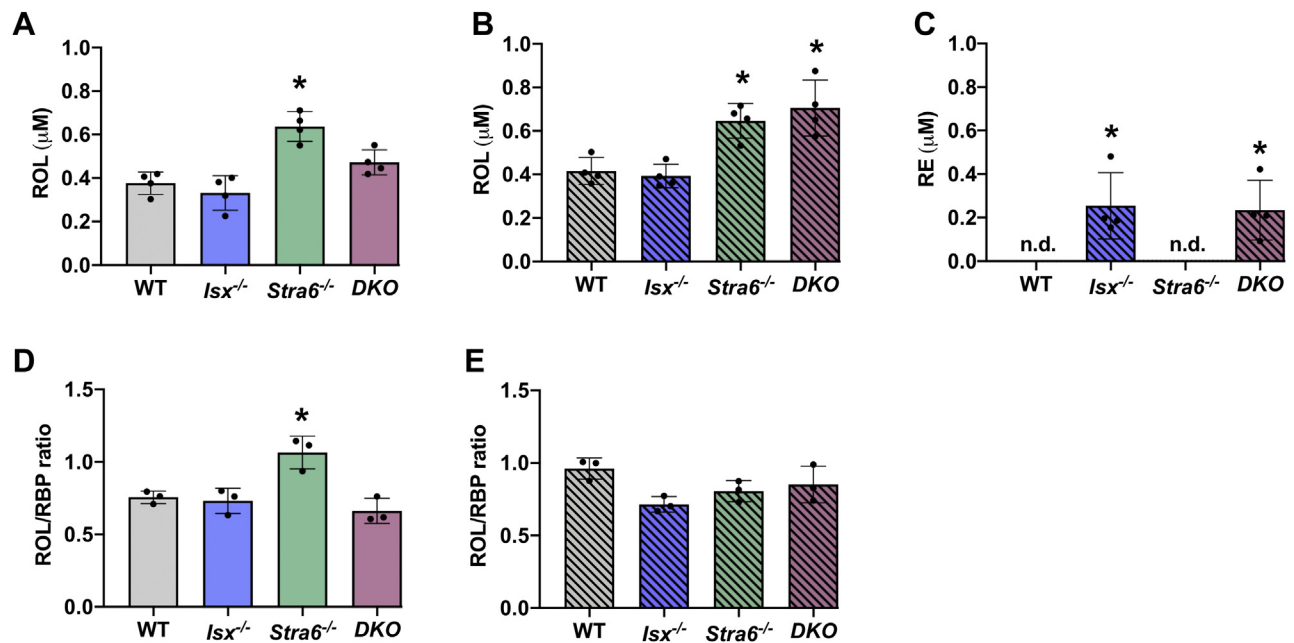 A
ROL (μM)
1.0
0.8
0.6
0.4
0.2
0.0
*
WT
Isx-/-
Stra6-/-
DKO
B
ROL (μM)
1.0
0.8
0.6
0.4
0.2
0.0
*
*
WT
Isx-/-
Stra6-/-
DKO
C
RE (μM)
1.0
0.8
0.6
0.4
0.2
0.0
n.d.
*
n.d.
*
WT
Isx-/-
Stra6-/-
DKO
D
ROL/RBP ratio
1.5
1.0
0.5
0.0
*
WT
Isx-/-
Stra6-/-
DKO
E
ROL/RBP ratio
1.5
1.0
0.5
0.0
WT
Isx-/-
Stra6-/-
DKO